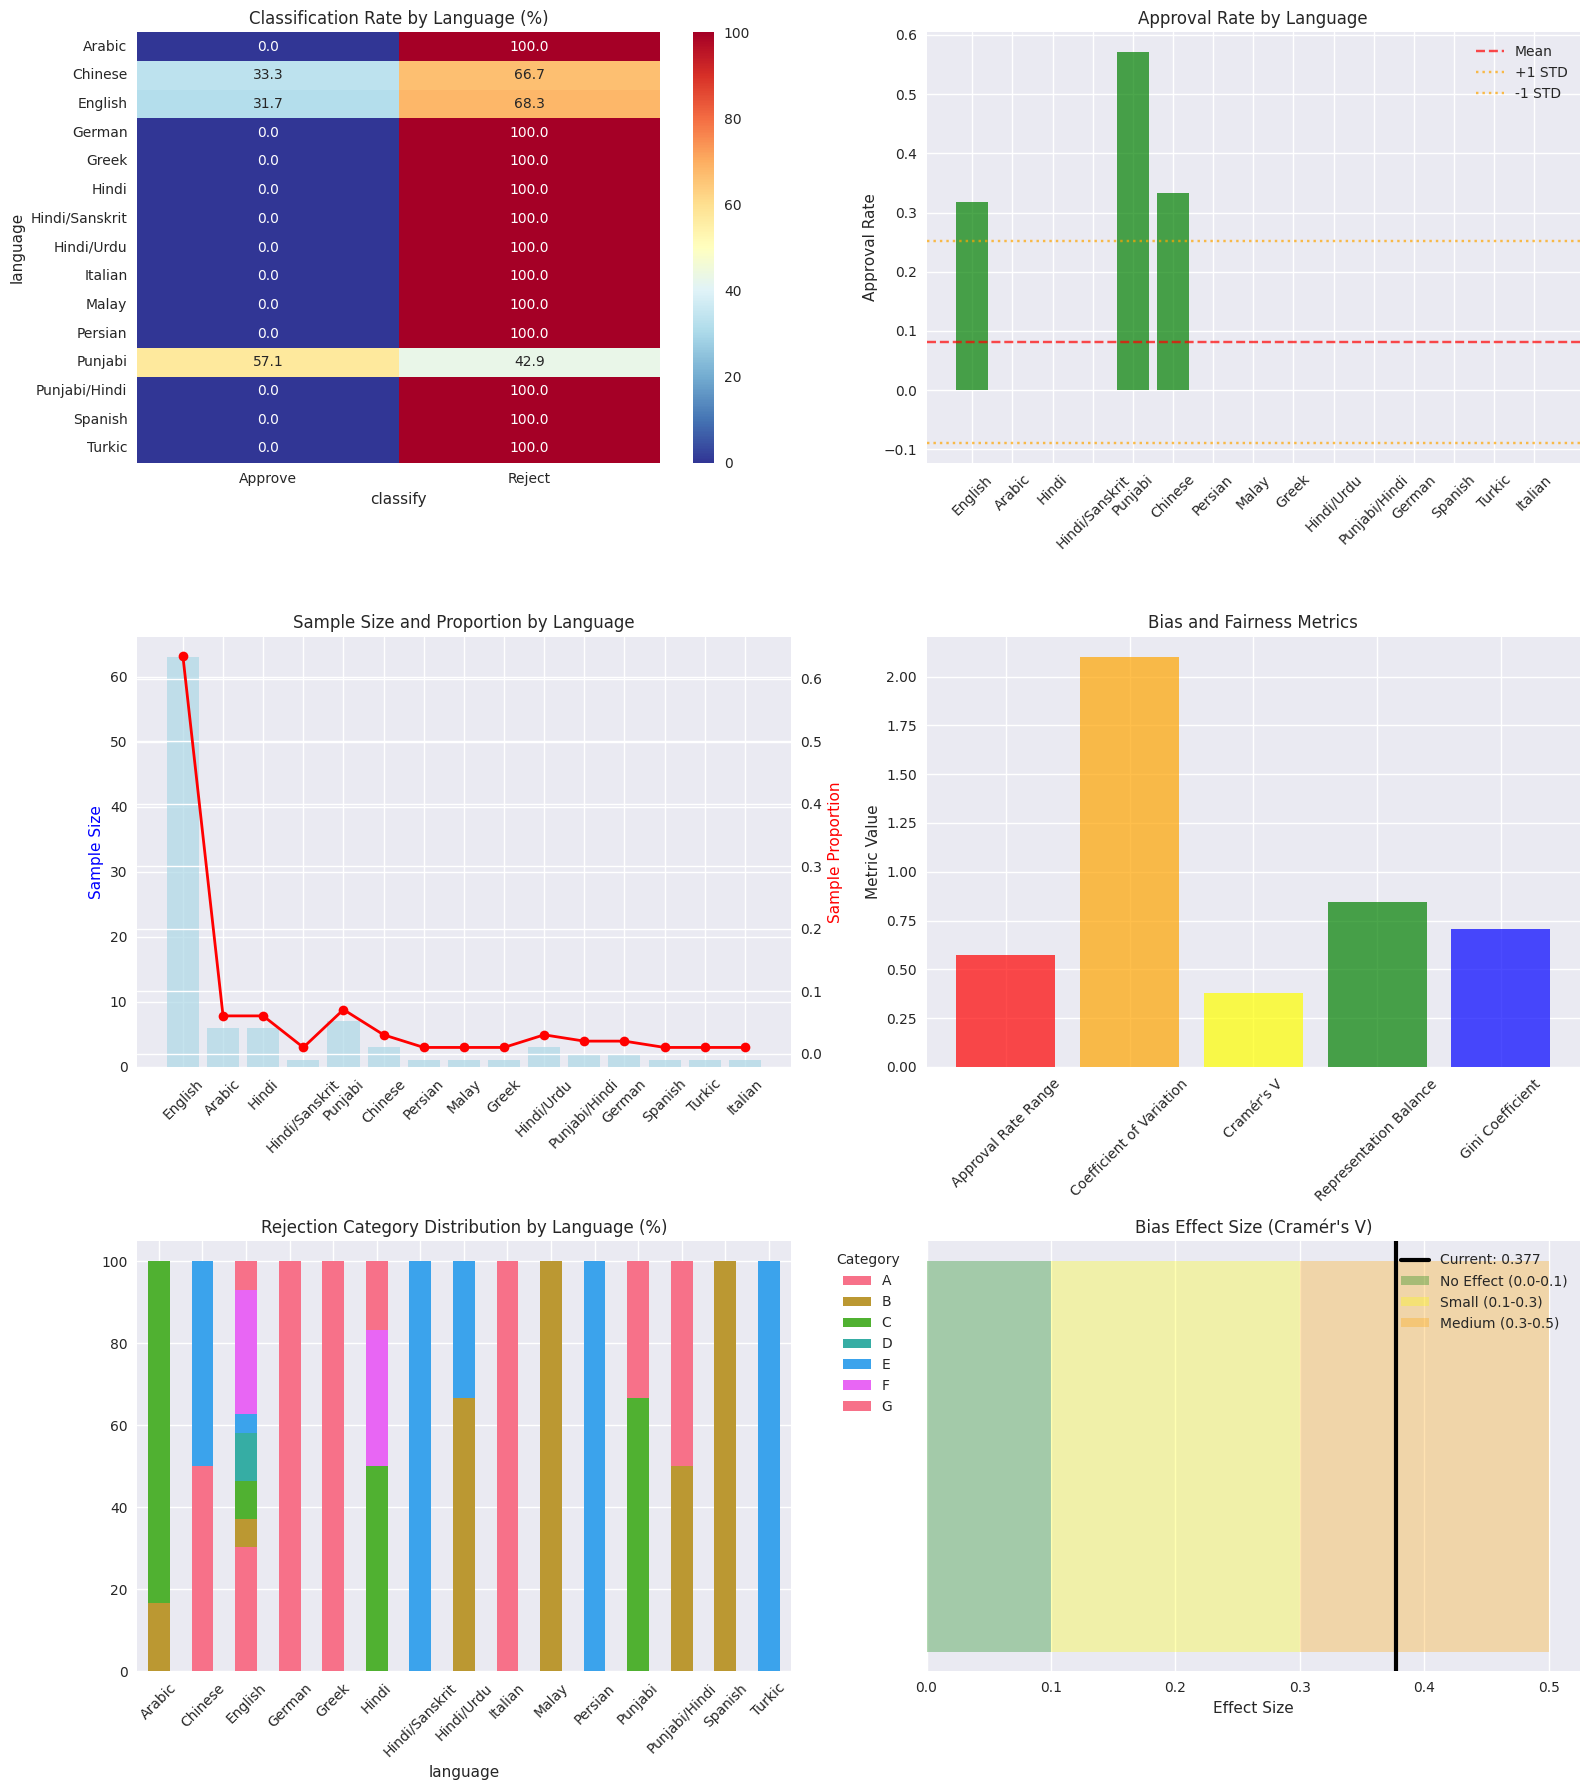 Classification Rate by Language (%)
language
Arabic 0.0 100.0
Chinese 33.3 66.7
English 31.7 68.3
German 0.0 100.0
Greek 0.0 100.0
Hindi 0.0 100.0
Hindi/Sanskrit 0.0 100.0
Hindi/Urdu 0.0 100.0
Italian 0.0 100.0
Malay 0.0 100.0
Persian 0.0 100.0
Punjabi 57.1 42.9
Punjabi/Hindi 0.0 100.0
Spanish 0.0 100.0
Turkic 0.0 100.0
Approve Reject
classify
100
80
60
40
20
0
Approval Rate by Language
Approval Rate
0.6
0.5
0.4
0.3
0.2
0.1
0.0
−0.1
Mean
+1 STD
-1 STD
English Arabic Hindi Hindi/Sanskrit Punjabi Chinese Persian Malay Greek Hindi/Urdu Punjabi/Hindi German Spanish Turkic Italian
Sample Size and Proportion by Language
Sample Size
60
50
40
30
20
10
0
0.6
0.5
0.4
0.3
0.2
0.1
0.0
Sample Proportion
English Arabic Hindi Hindi/Sanskrit Punjabi Chinese Persian Malay Greek Hindi/Urdu Punjabi/Hindi German Spanish Turkic Italian
Bias and Fairness Metrics
Metric Value
2.00
1.75
1.50
1.25
1.00
0.75
0.50
0.25
0.00
Approval Rate Range Coefficient of Variation Cramér's V Representation Balance Gini Coefficient
Rejection Category Distribution by Language (%)
100
80
60
40
20
0
Arabic Chinese English German Greek Hindi Hindi/Sanskrit Hindi/Urdu Italian Malay Persian Punjabi Punjabi/Hindi Spanish Turkic
language
Category
A
B
C
D
E
F
G
Bias Effect Size (Cramér's V)
Current: 0.377
No Effect (0.0-0.1)
Small (0.1-0.3)
Medium (0.3-0.5)
0.0 0.1 0.2 0.3 0.4 0.5
Effect Size